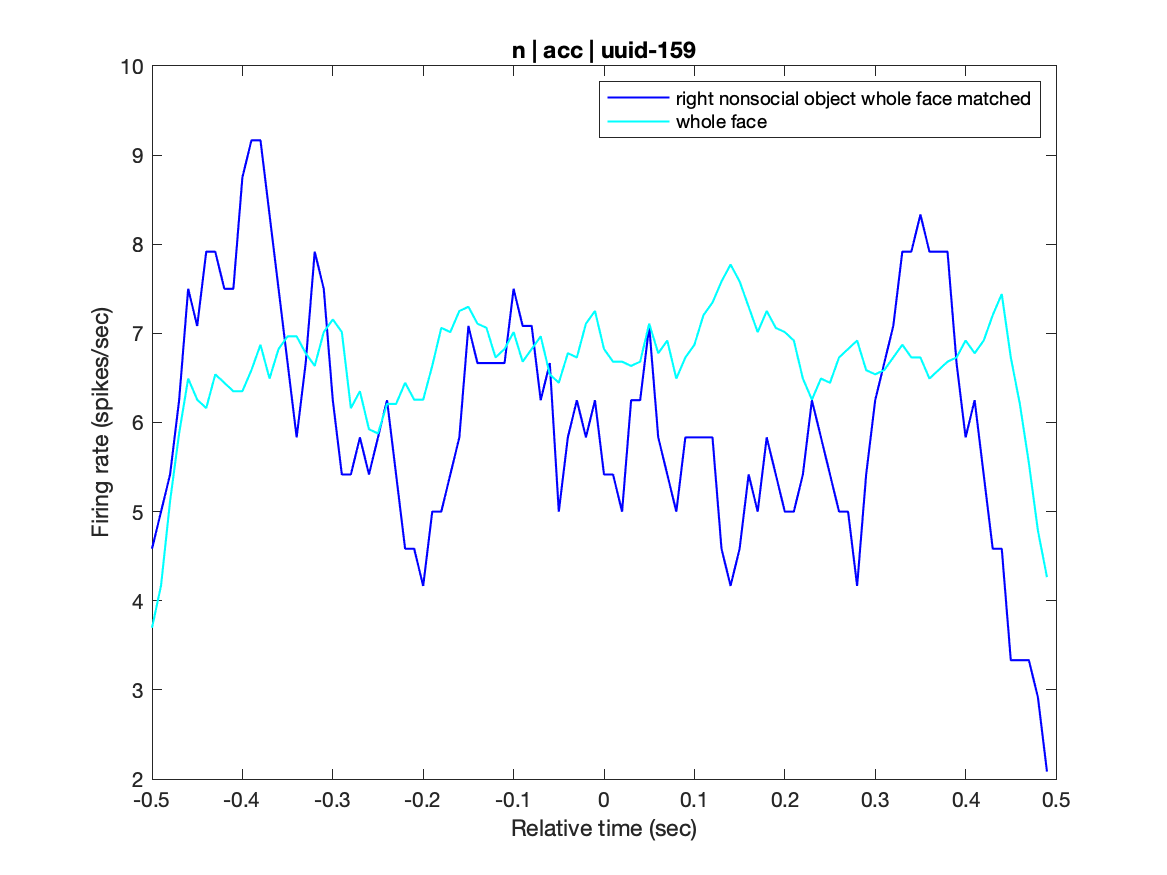 n | acc | uuid-159
right nonsocial object whole face matched
whole face
10
9
8
7
6
5
4
3
2
Firing rate (spikes/sec)
-0.5 -0.4 -0.3 -0.2 -0.1 0 0.1 0.2 0.3 0.4 0.5
Relative time (sec)